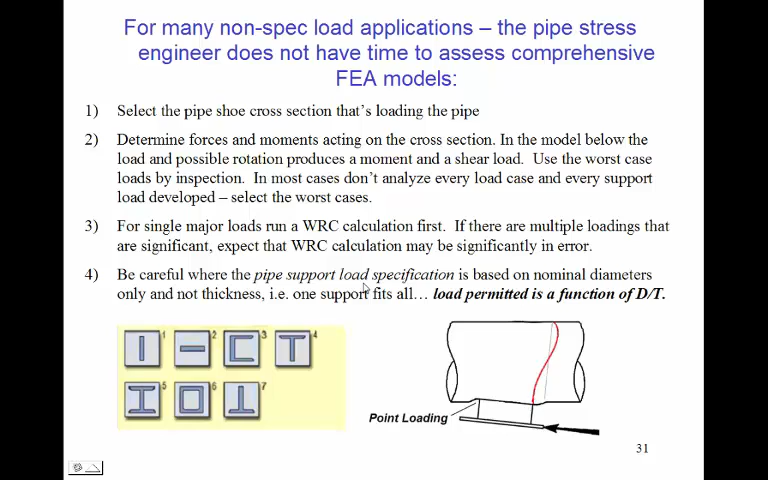 For many non-spec load applications – the pipe stress
engineer does not have time to assess comprehensive
FEA models:
1) Select the pipe shoe cross section that's loading the pipe
2) Determine forces and moments acting on the cross section. In the model below the
load and possible rotation produces a moment and a shear load. Use the worst case
loads by inspection. In most cases don't analyze every load case and every support
load developed – select the worst cases.
3) For single major loads run a WRC calculation first. If there are multiple loadings that
are significant, expect that WRC calculation may be significantly in error.
4) Be careful where the pipe support load specification is based on nominal diameters
only and not thickness, i.e. one support fits all… load permitted is a function of D/T.
1 2 3 4
5 6 7
Point Loading
31